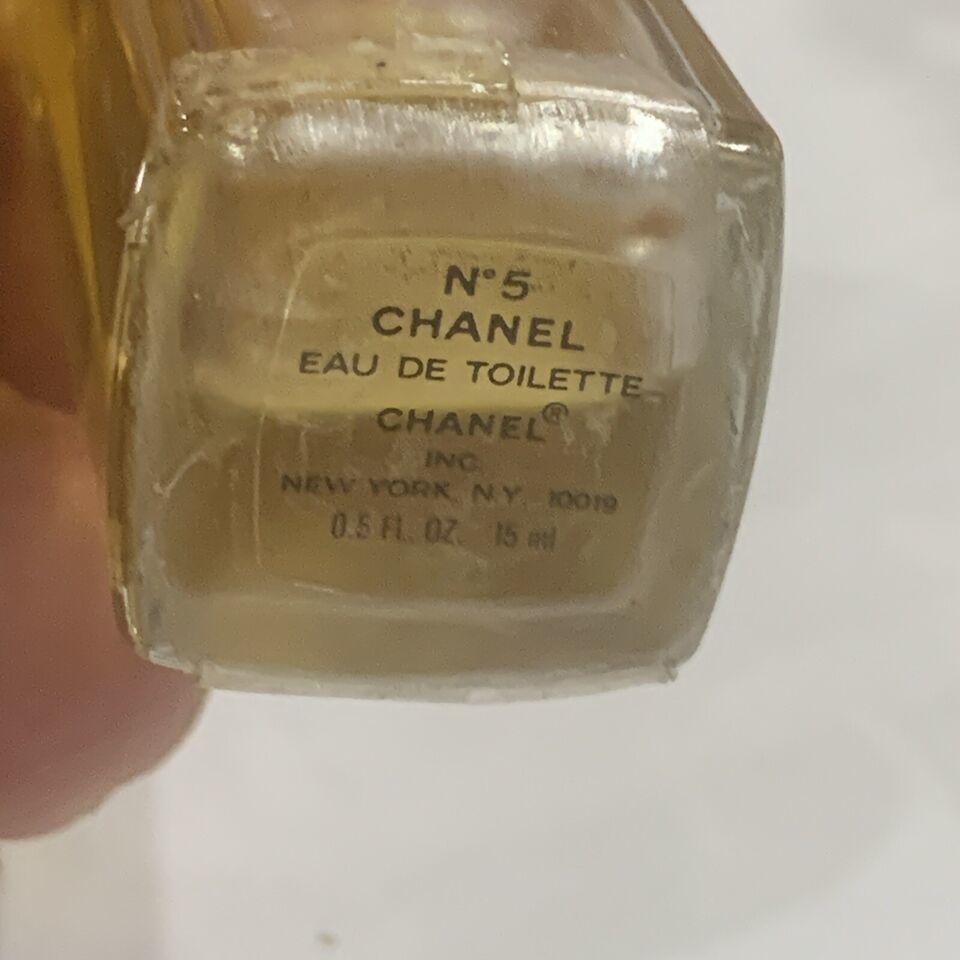 N°5
CHANEL
EAU DE TOILETTE
CHANEL®
INC.
NEW YORK, N.Y. 10019
0.5 FL. OZ. 15 ml